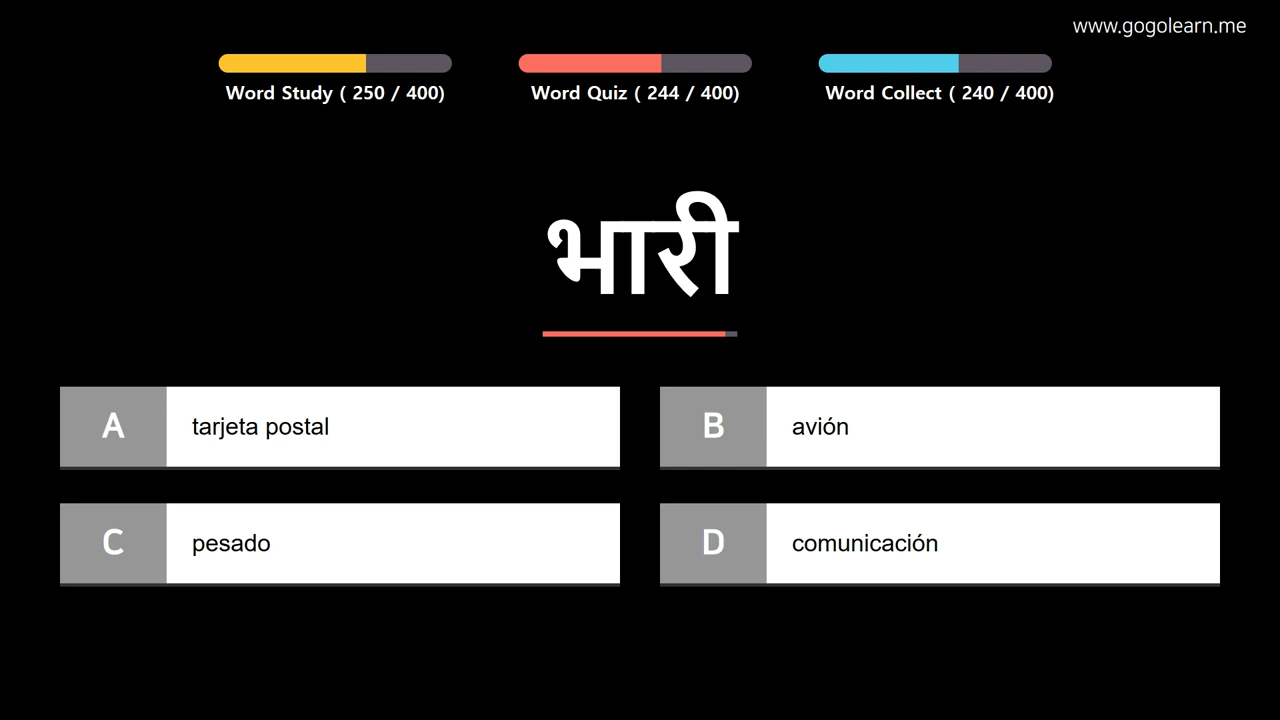 www.gogolearn.me
Word Study ( 250 / 400)
Word Quiz ( 244 / 400)
Word Collect ( 240 / 400)
भारी
A tarjeta postal
B avión
C pesado
D comunicación